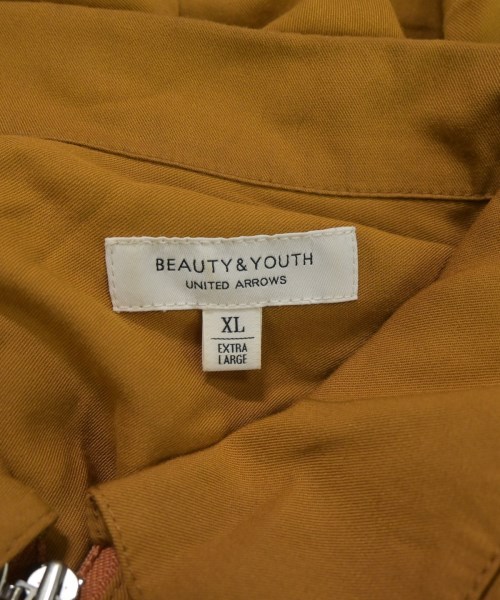 BEAUTY&YOUTH
UNITED ARROWS
XL
EXTRA
LARGE